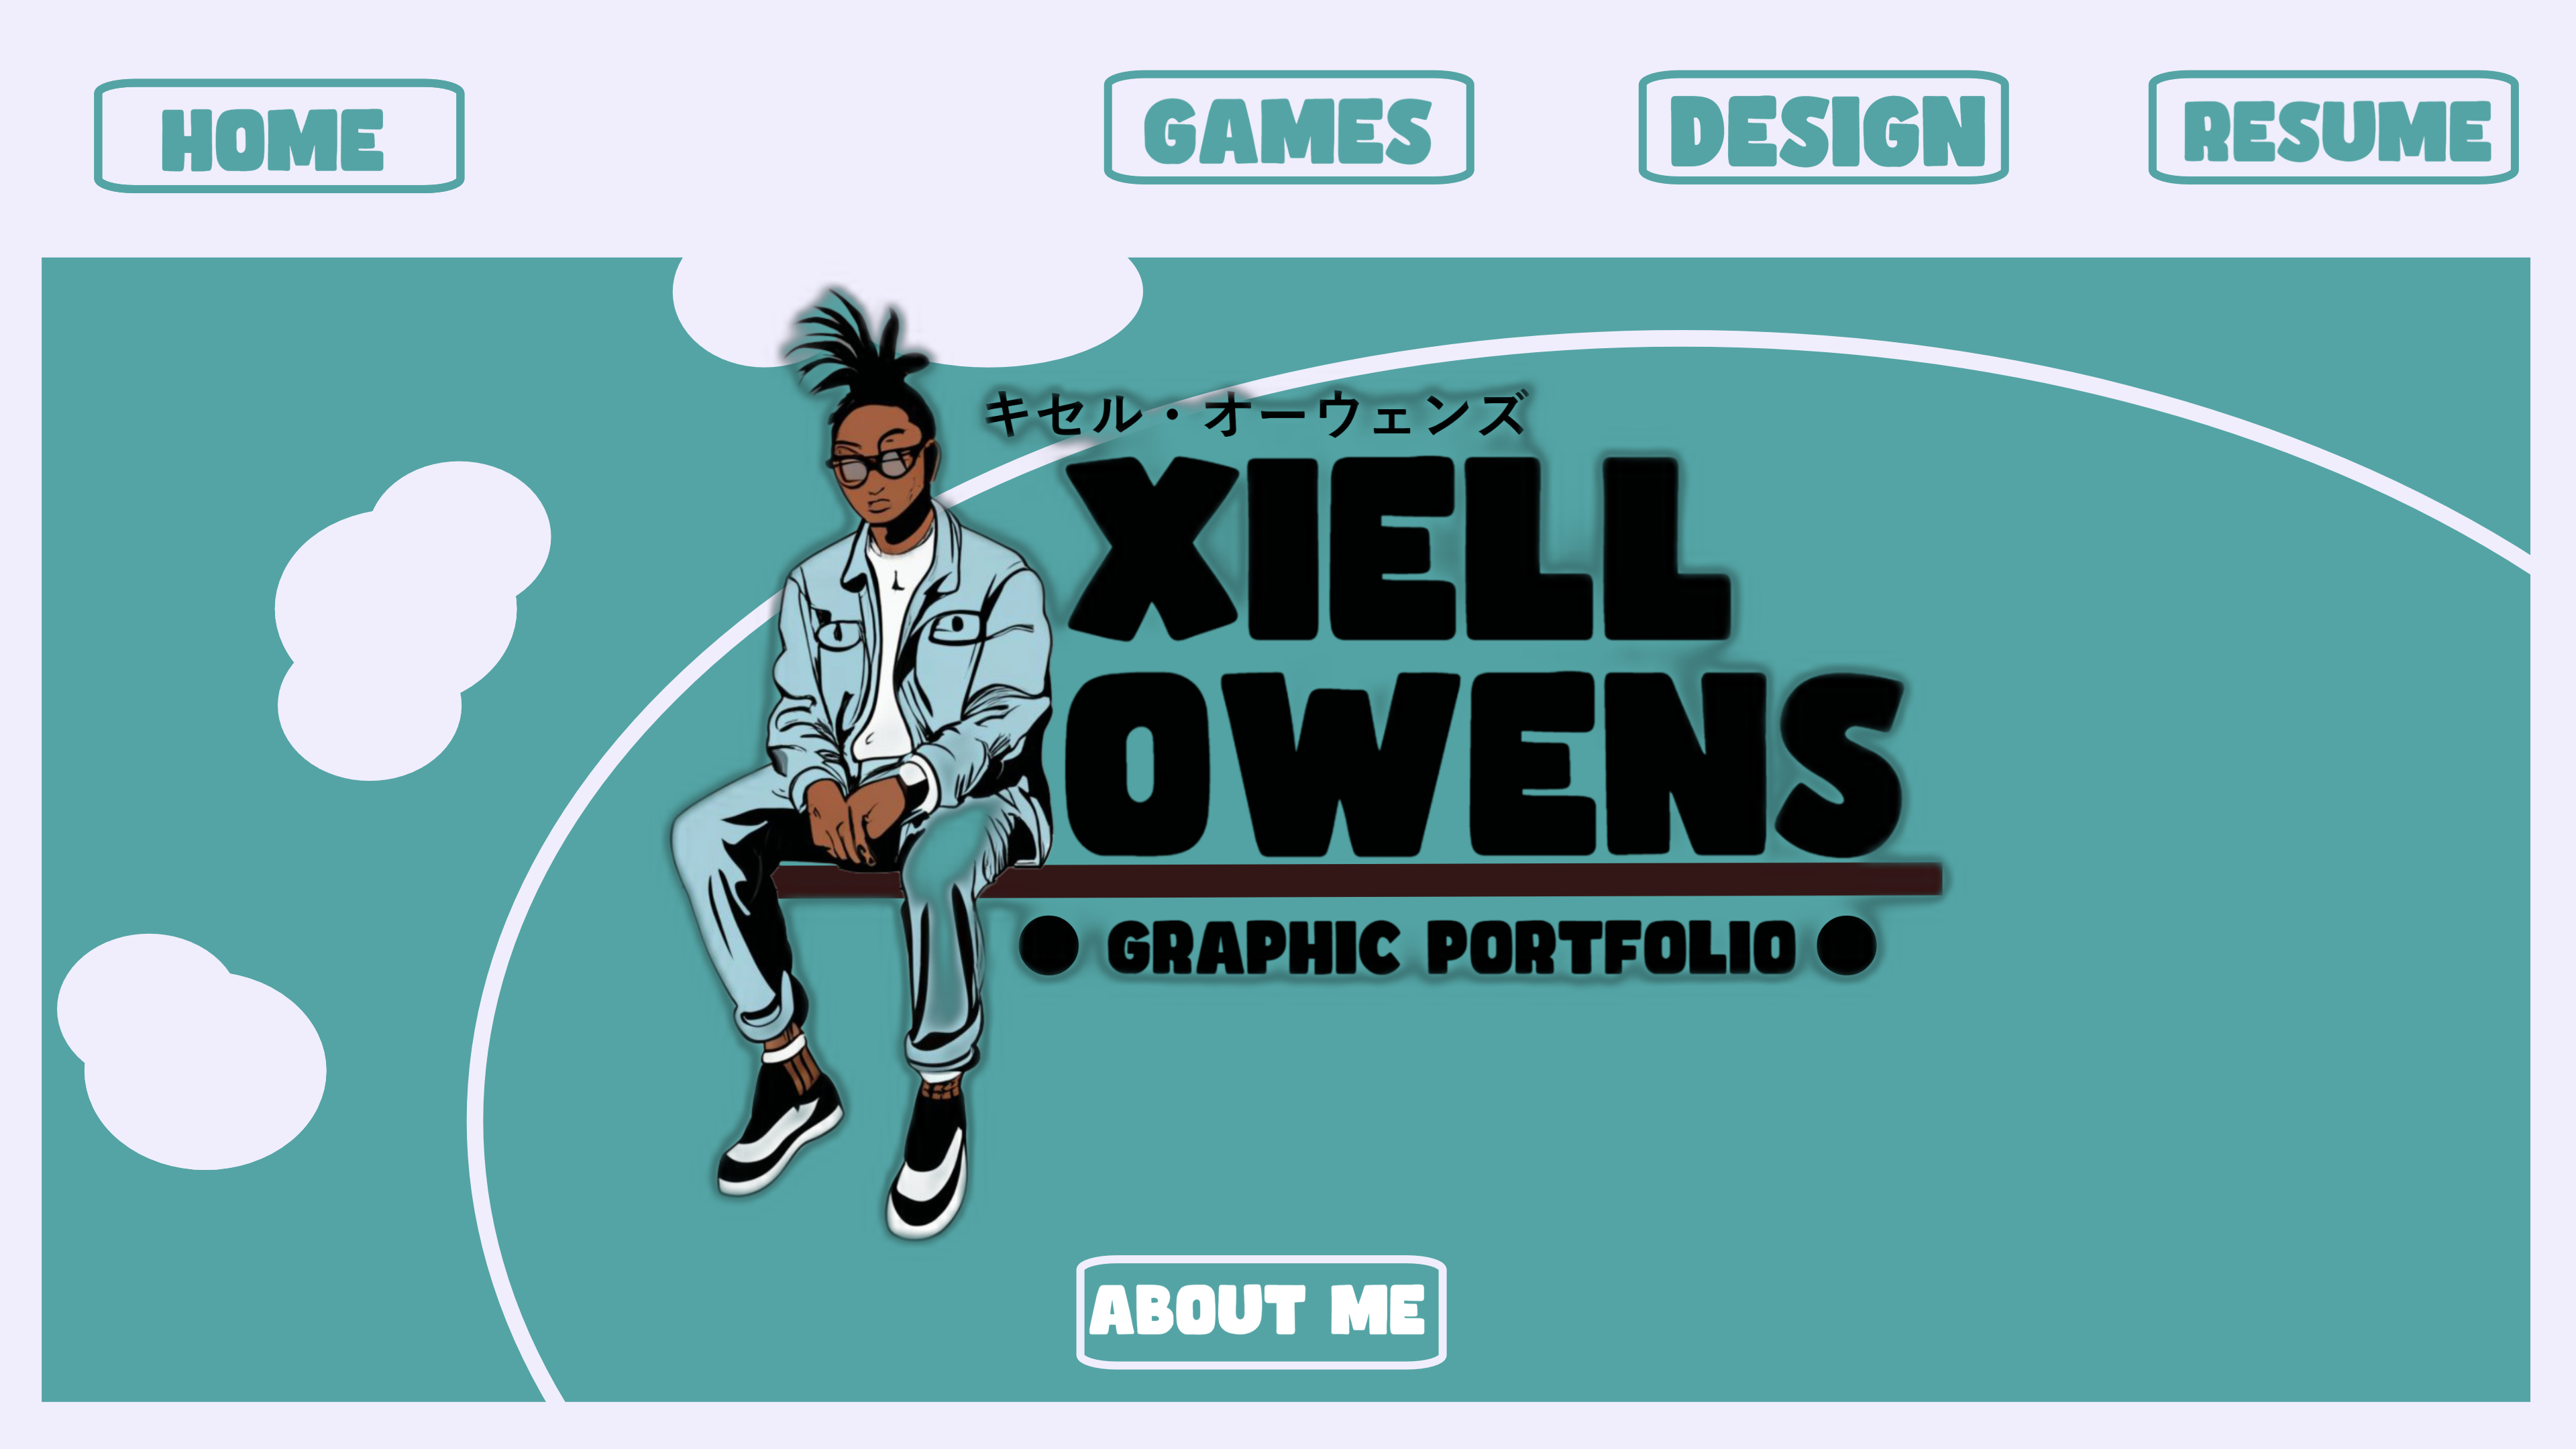 HOME
GAMES
DESIGN
RESUME
キセル・オーウェンズ
XIELL
OWENS
GRAPHIC PORTFOLIO
ABOUT ME